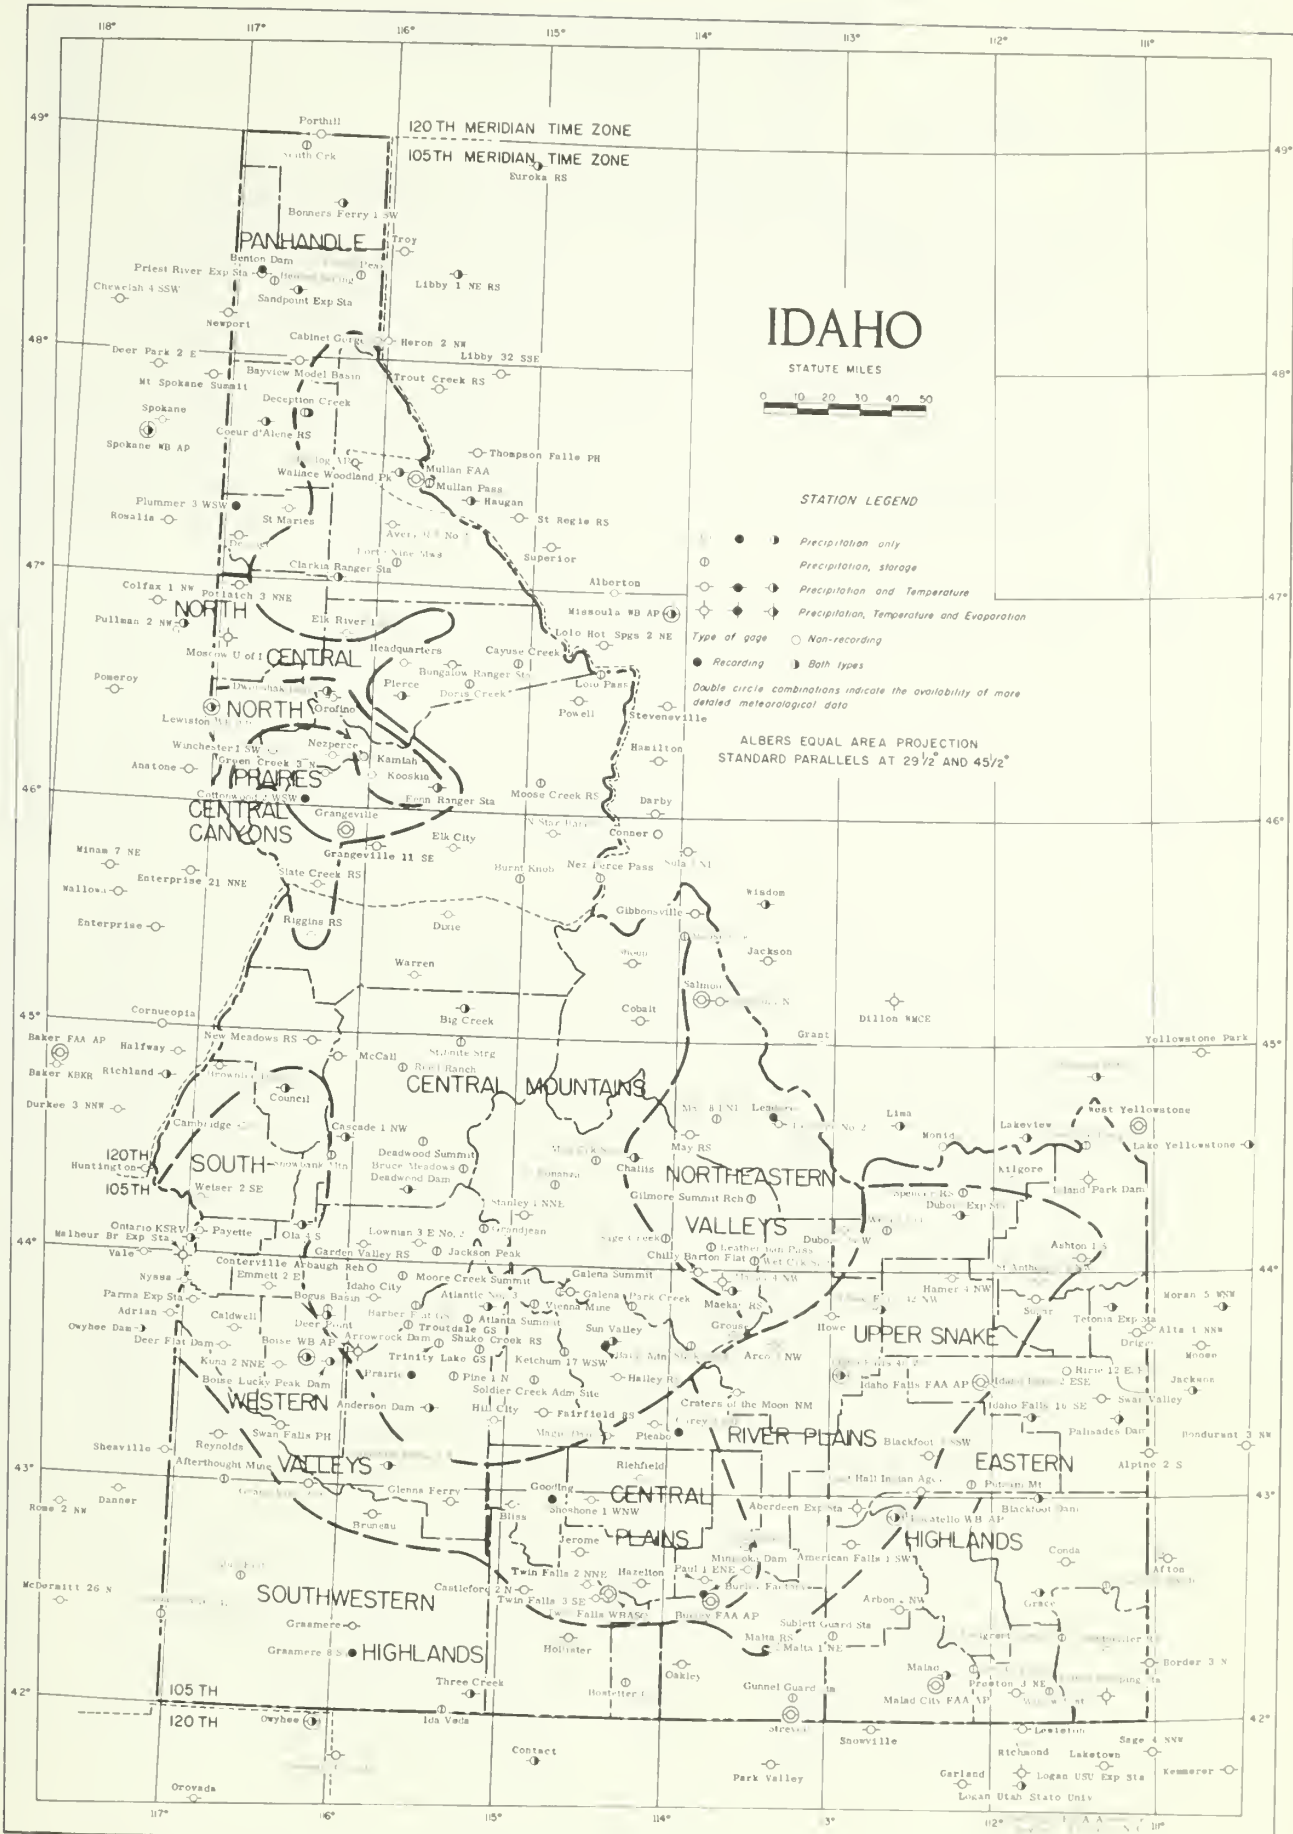 118°
117°
116°
115°
114°
113°
112°
111°
49°
Porthill
120TH MERIDIAN TIME ZONE
105TH MERIDIAN TIME ZONE
Eureka RS
49°
Bonners Ferry 1 SW
PANHANDLE
Troy
Benton Dam
Priest River Exp Sta
Libby 1 NE RS
Chewelah 4 SSW
Sandpoint Exp Sta
Newport
IDAHO
Cabinet Gorge
Heron 2 NW
48°
Deer Park 2 E
Libby 32 SSE
STATUTE MILES
48°
Mt Spokane Summit
Bayview Model Basin
Trout Creek RS
0 10 20 30 40 50
Spokane
Deception Creek
Coeur d'Alene RS
Spokane WB AP
Thompson Falls PH
Wallace Woodland Pk
Mullan FAA
Mullan Pass
Plummer 3 WSW
Haugan
STATION LEGEND
Rosalia
St Maries
St Regis RS
Precipitation only
Superior
Precipitation, storage
47°
Clarkia Ranger Sta
Colfax 1 NW
Potlatch 3 NNE
Alberton
Precipitation and Temperature
47°
NORTH
Missoula WB AP
Precipitation, Temperature and Evaporation
Pullman 2 NW
Elk River 1
Type of gage
Non-recording
Moscow U of I
CENTRAL
Headquarters
Lolo Hot Spgs 2 NE
Cayuse Creek
Recording
Both types
Bungalow Ranger Sta
Pomeroy
Pierce
Doris Creek
Lolo Pass
Double circle combinations indicate the availability of more
detailed meteorological data
NORTH
Orofino
Powell
Stevensville
Winchester 1 SW
Nezperce
Hamilton
ALBERS EQUAL AREA PROJECTION
STANDARD PARALLELS AT 29½° AND 45½°
Green Creek 3 N
Kamiah
Anatone
PRAIRES
Kooskia
Cottonwood 2 WSW
Fenn Ranger Sta
Moose Creek RS
46°
CENTRAL
CANYONS
Grangeville
Darby
46°
Elk City
Conner
Minam 7 NE
Grangeville 11 SE
Enterprise 21 NNE
Slate Creek RS
Burnt Knob
Nez Perce Pass
Wallowa
Wisdom
Enterprise
Riggins RS
Dixie
Gibbonsville
Warren
Jackson
Salmon
Cornucopia
Big Creek
Cobalt
Dillon WMCE
45°
New Meadows RS
Grant
45°
Baker FAA AP
Halfway
McCall
Yellowstone Park
Baker KBKR
Richland
CENTRAL MOUNTAINS
Council
Durkee 3 NNW
West Yellowstone
Cambridge
Cascade 1 NW
Lima
Lakeview
120TH
Huntington
105TH
SOUTH
Deadwood Summit
Bruce Meadows
Deadwood Dam
May RS
Monida
Lake Yellowstone
Challis
NORTHEASTERN
Kilgore
Weiser 2 SE
Gilmore Summit Rch
Island Park Dam
Stanley 1 NNE
VALLEYS
Dubois Exp Sta
Ontario KSRV
Malheur Br Exp Sta
Payette
Ola 4 S
Lowman 3 E No. 2
Grandjean
44°
Vale
Garden Valley RS
Jackson Peak
Chilly Barton Flat
Leatherman Pass
44°
Centerville Arbaugh Rch
Nyssa
Emmett 2 E
Moore Creek Summit
Galena Summit
Idaho City
Hamer 4 NW
Parma Exp Sta
Bogus Basin
Atlantic No. 3
Vienna Mine
Park Creek
Mackay RS
Moran 5 WNW
Adrian
Caldwell
Atlanta Summit
Sugar
Tetonia Exp Sta
Owyhee Dam
Deer Point
Troutdale GS
Sun Valley
Howe
UPPER SNAKE
Alta 1 NNW
Deer Flat Dam
Boise WB AP
Arrowrock Dam
Shake Creek RS
Driggs
Moose
Kuna 2 NNE
Trinity Lake GS
Ketchum 17 WSW
Ririe 12 E
Boise Lucky Peak Dam
Prairie
Pine 1 N
Hailey RS
Idaho Falls FAA AP
Jackson
WESTERN
Soldier Creek Adm Site
Craters of the Moon NM
Idaho Falls 16 SE
Swan Valley
Anderson Dam
Hill City
Fairfield RS
Swan Falls PH
Picabo
RIVER PLAINS
Palisades Dam
Bondurant 3 NW
Sheaville
Reynolds
Afterthought Mine
VALLEYS
Richfield
EASTERN
Alpine 2 S
43°
Danner
Glenns Ferry
Gooding
CENTRAL
Putnam Mt
43°
Rome 2 NW
Bliss
Shoshone 1 WNW
Aberdeen Exp Sta
Blackfoot Dam
Bruneau
PLAINS
Pocatello WB AP
HIGHLANDS
Jerome
Minidoka Dam
American Falls 1 SW
Conda
Twin Falls 2 NNE
Hazelton
Paul 1 ENE
Afton
McDermitt 26 N
SOUTHWESTERN
Castleford 2 N
Twin Falls 3 SE
Burley Factory
Grace
Twin Falls WBASO
Burley FAA AP
Arbon 2 NW
Grasmere
Sublett Guard Sta
Hollister
Malta RS
Malta 1 NE
Grasmere 8 S
HIGHLANDS
Oakley
Malad
Border 3 N
42°
105 TH
Three Creek
Gunnel Guard Sta
Preston 3 NE
Malad City FAA AP
42°
120 TH
Owyhee
Ida Vada
Strevell
Lewiston
Contact
Snowville
Sage 4 NNW
Richmond
Laketown
Park Valley
Garland
Logan USU Exp Sta
Kemmerer
Orovada
Logan Utah State Univ
117°
116°
115°
114°
112°
111°